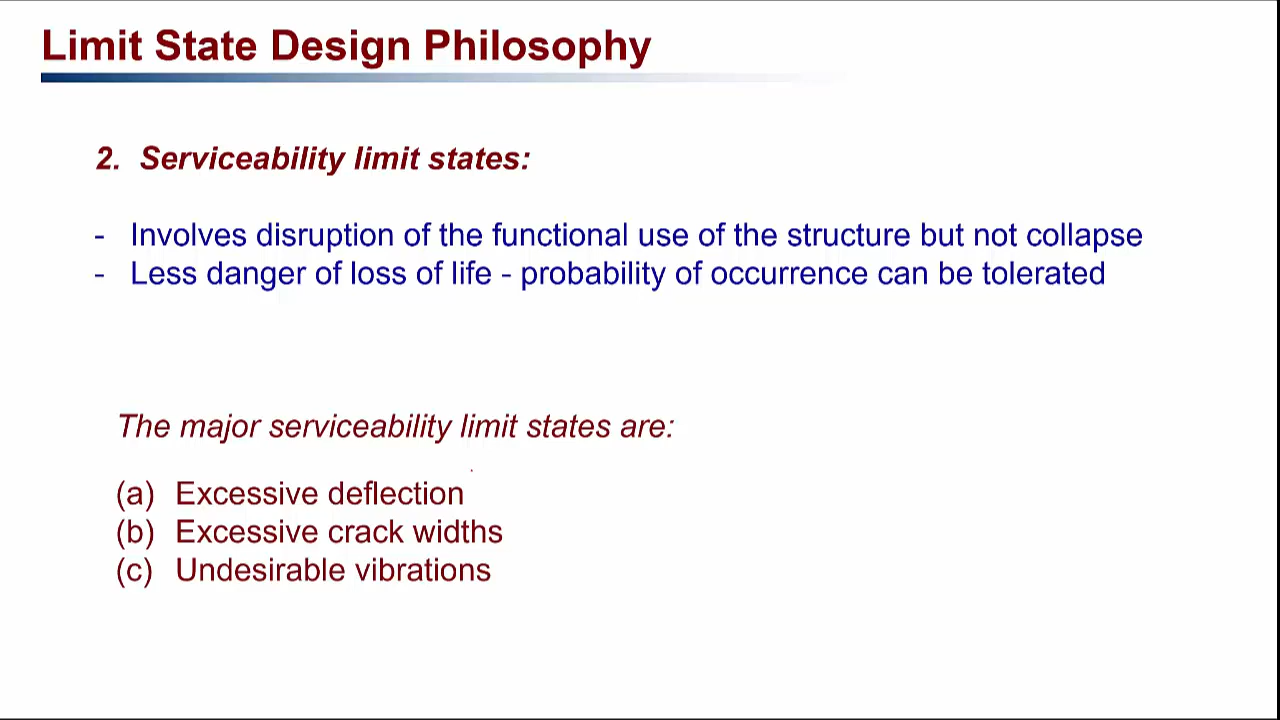 Limit State Design Philosophy
2. Serviceability limit states:
- Involves disruption of the functional use of the structure but not collapse
- Less danger of loss of life - probability of occurrence can be tolerated
The major serviceability limit states are:
(a) Excessive deflection
(b) Excessive crack widths
(c) Undesirable vibrations